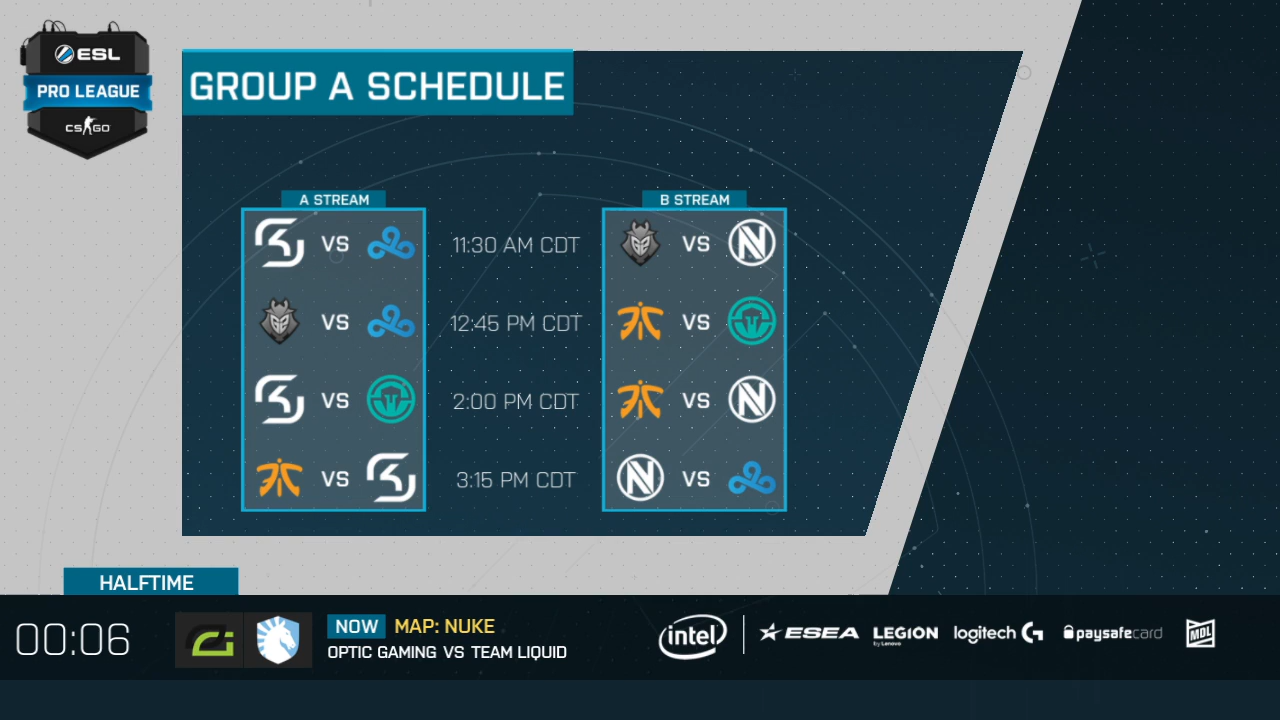 ESL
PRO LEAGUE
CS GO
GROUP A SCHEDULE
A STREAM
B STREAM
VS 11:30 AM CDT VS
VS 12:45 PM CDT VS
VS 2:00 PM CDT VS
VS 3:15 PM CDT VS
HALFTIME
00:06
NOW MAP: NUKE
OPTIC GAMING VS TEAM LIQUID
intel
ESEA
LEGION
by Lenovo
logitech G
paysafecard
MDL